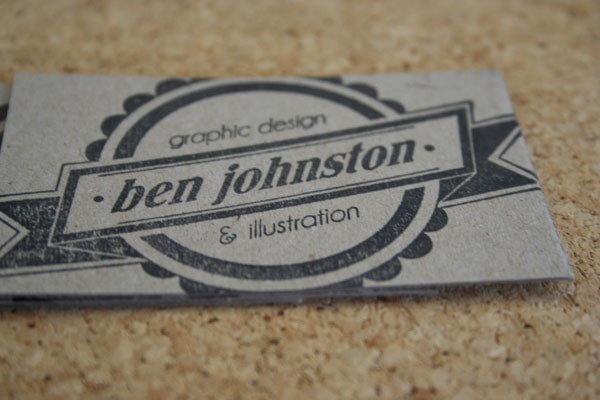 graphic design
· ben johnston ·
& illustration